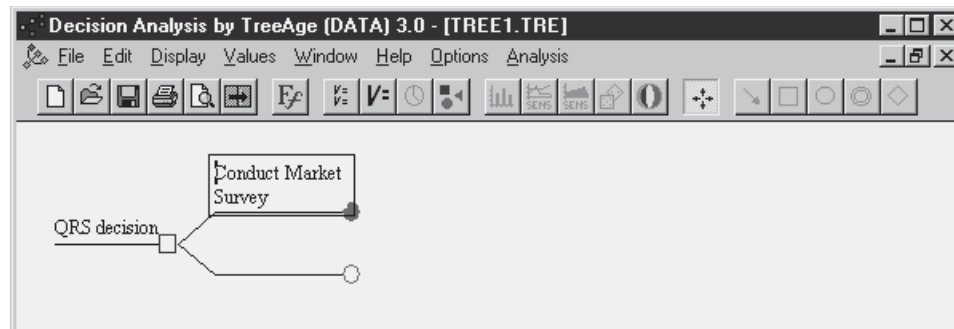 Decision Analysis by TreeAge (DATA) 3.0 - [TREE1.TRE]
File Edit Display Values Window Help Options Analysis
Ff V= V= SENS SENS
Conduct Market
Survey
QRS decision